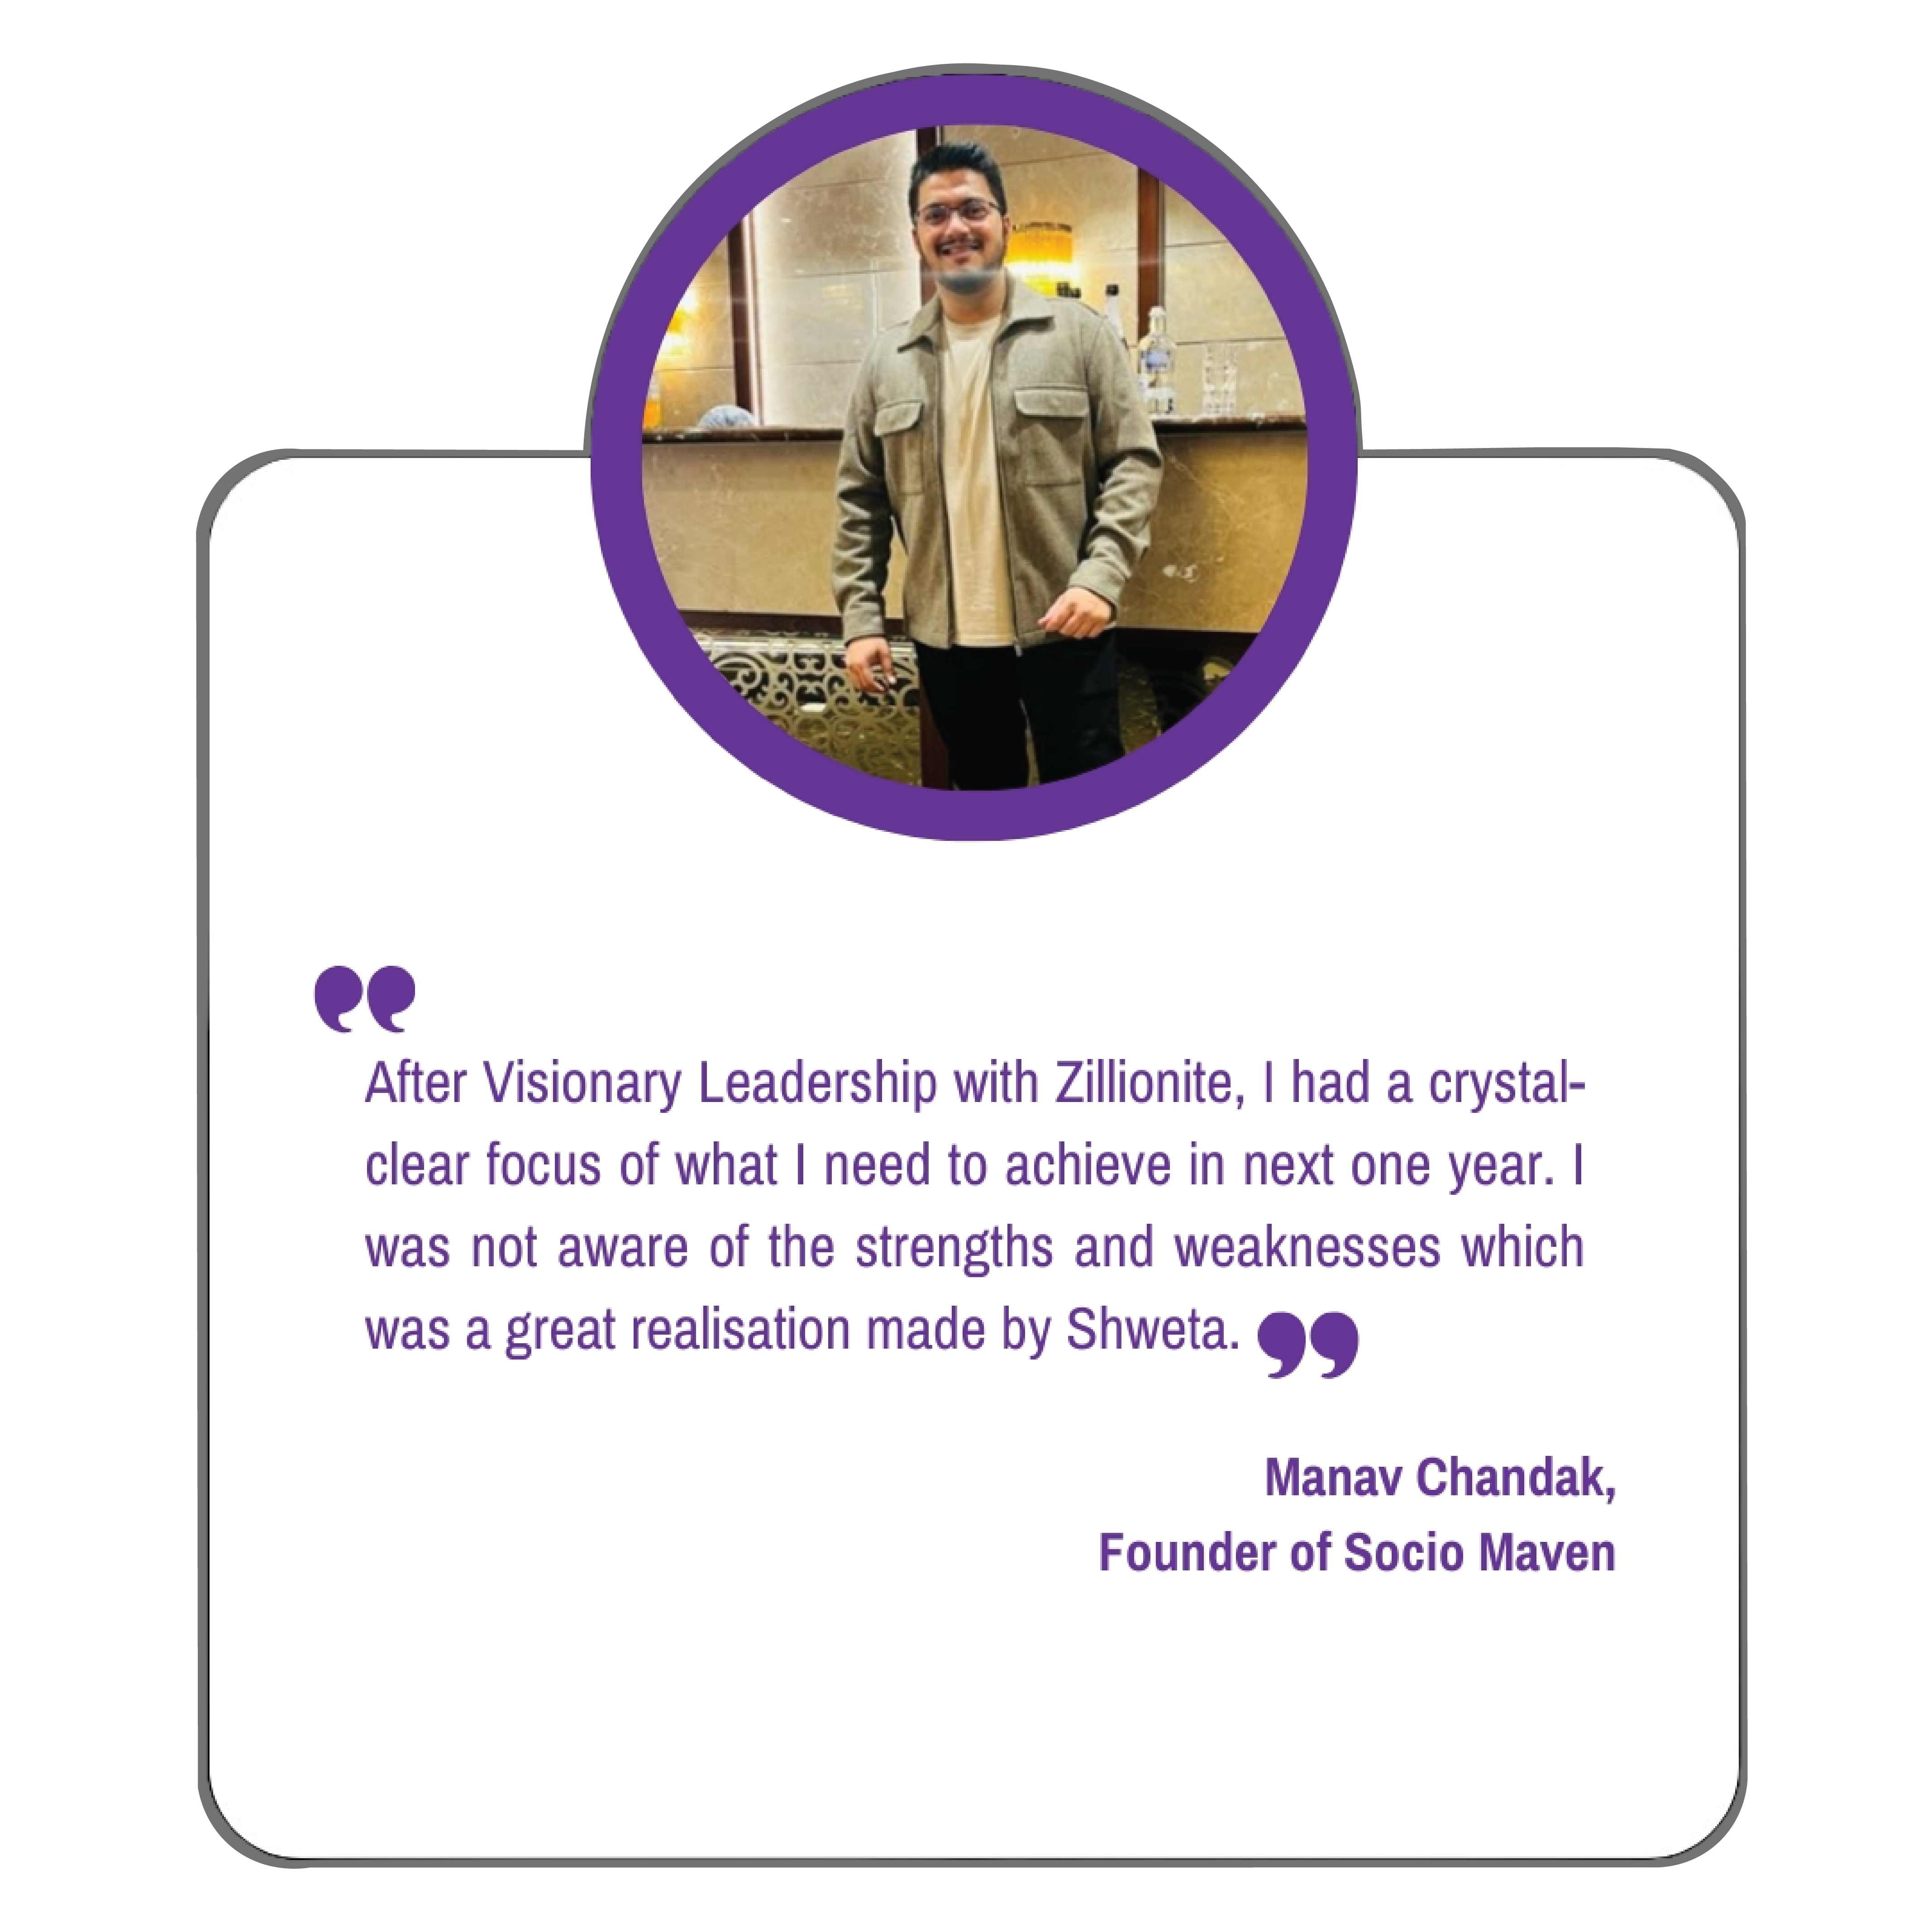 After Visionary Leadership with Zillionite, I had a crystal-
clear focus of what I need to achieve in next one year. I
was not aware of the strengths and weaknesses which
was a great realisation made by Shweta.
Manav Chandak,
Founder of Socio Maven